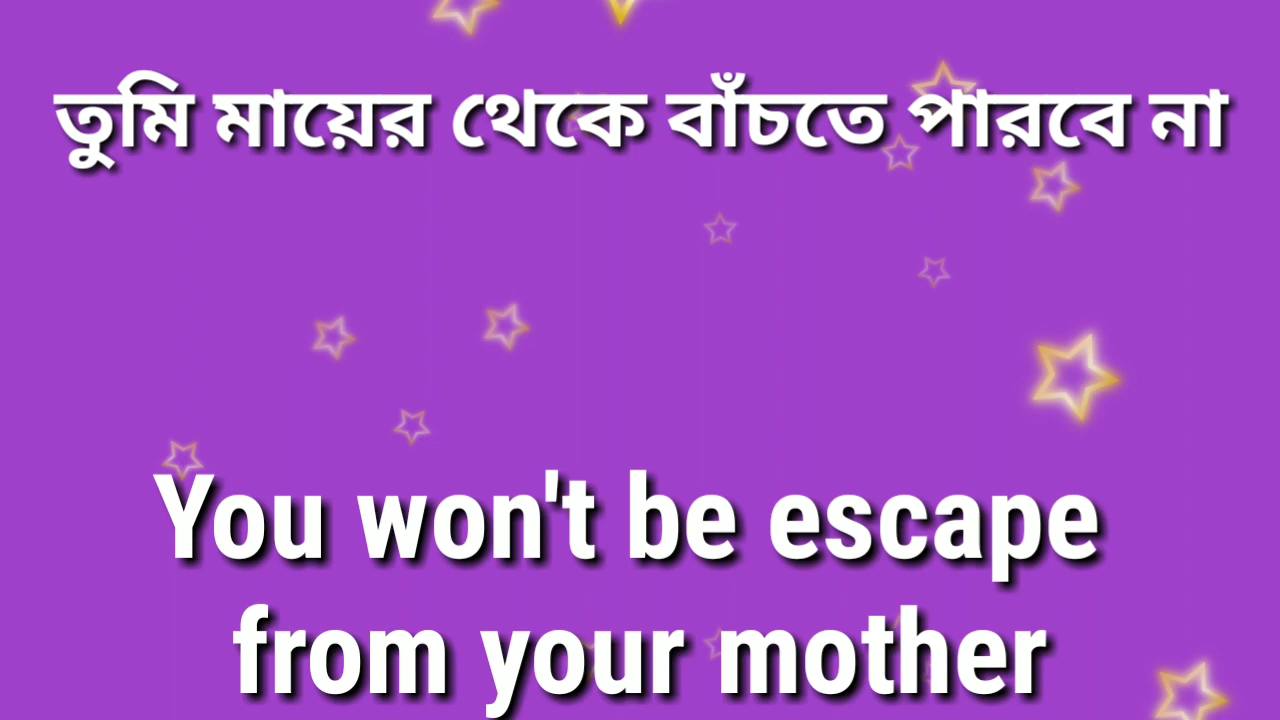 তুমি মায়ের থেকে বাঁচতে পারবে না
You won't be escape
from your mother